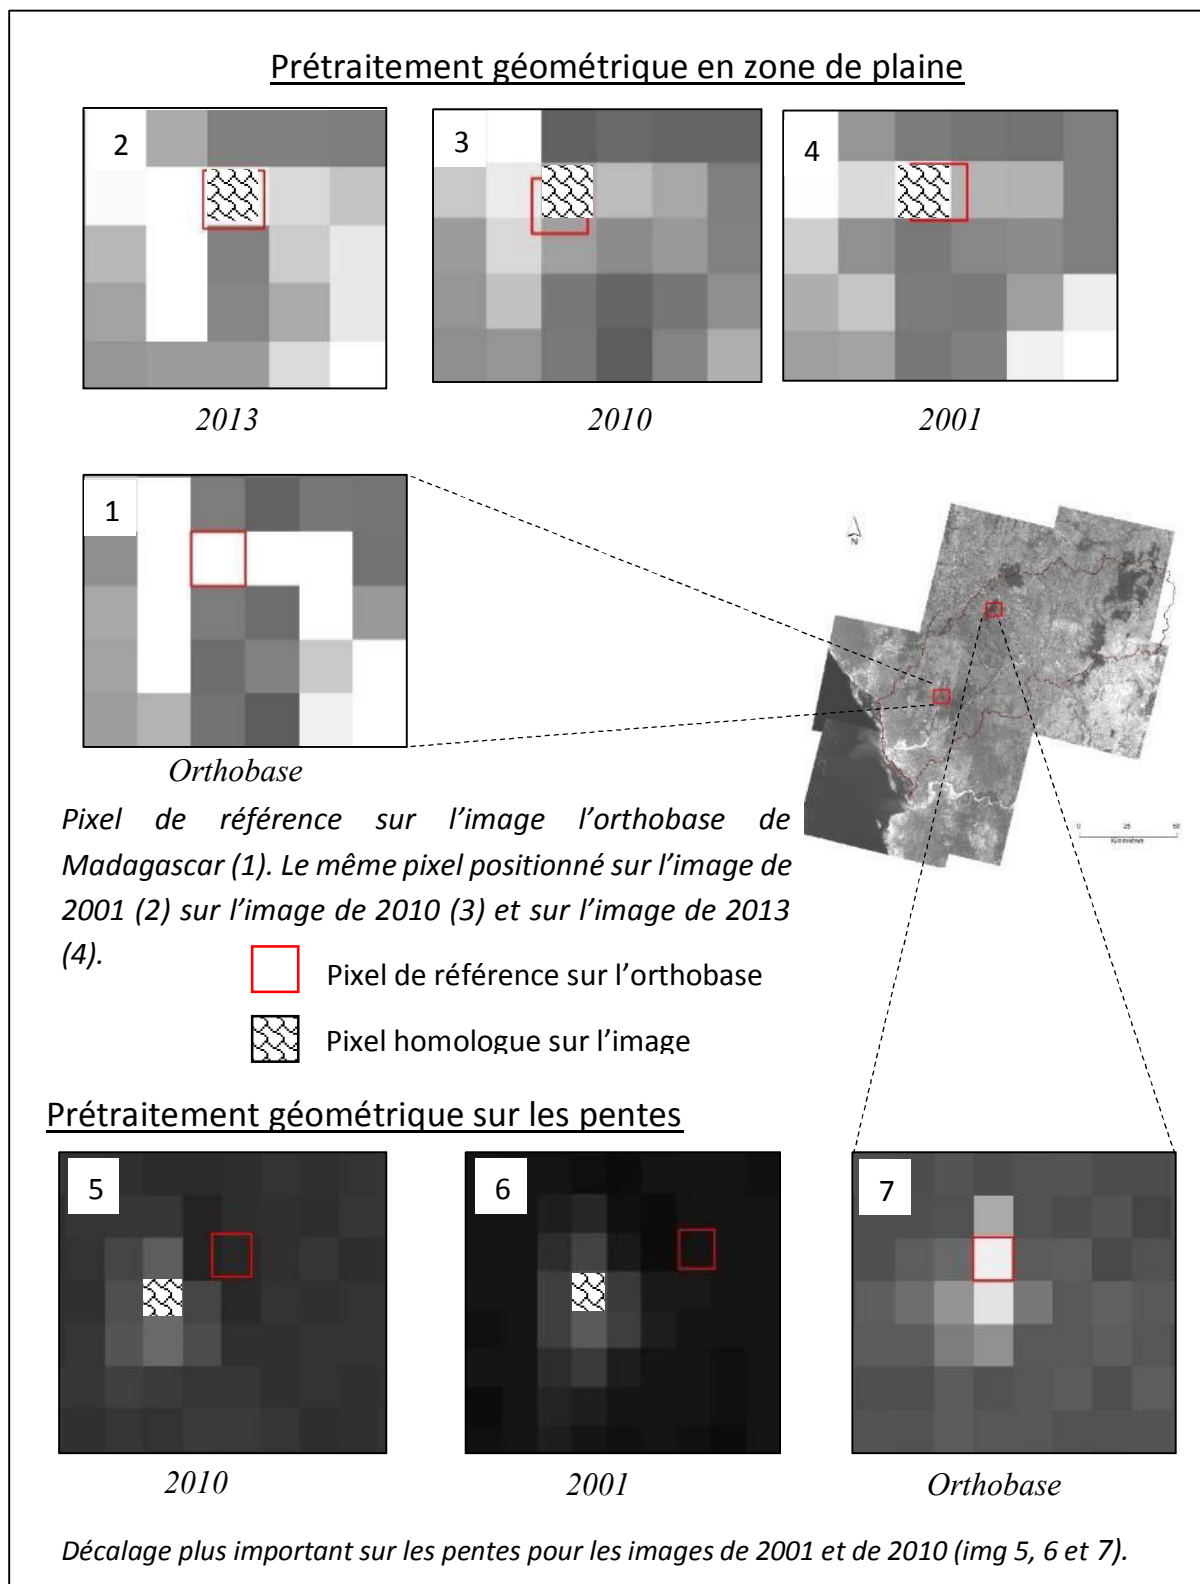 Prétraitement géométrique en zone de plaine
2
3
4
2013
2010
2001
1
N
Orthobase
0 25 50
Kilomètres
Pixel de référence sur l'image l'orthobase de
Madagascar (1). Le même pixel positionné sur l'image de
2001 (2) sur l'image de 2010 (3) et sur l'image de 2013
(4).
Pixel de référence sur l'orthobase
Pixel homologue sur l'image
Prétraitement géométrique sur les pentes
5
6
7
2010
2001
Orthobase
Décalage plus important sur les pentes pour les images de 2001 et de 2010 (img 5, 6 et 7).